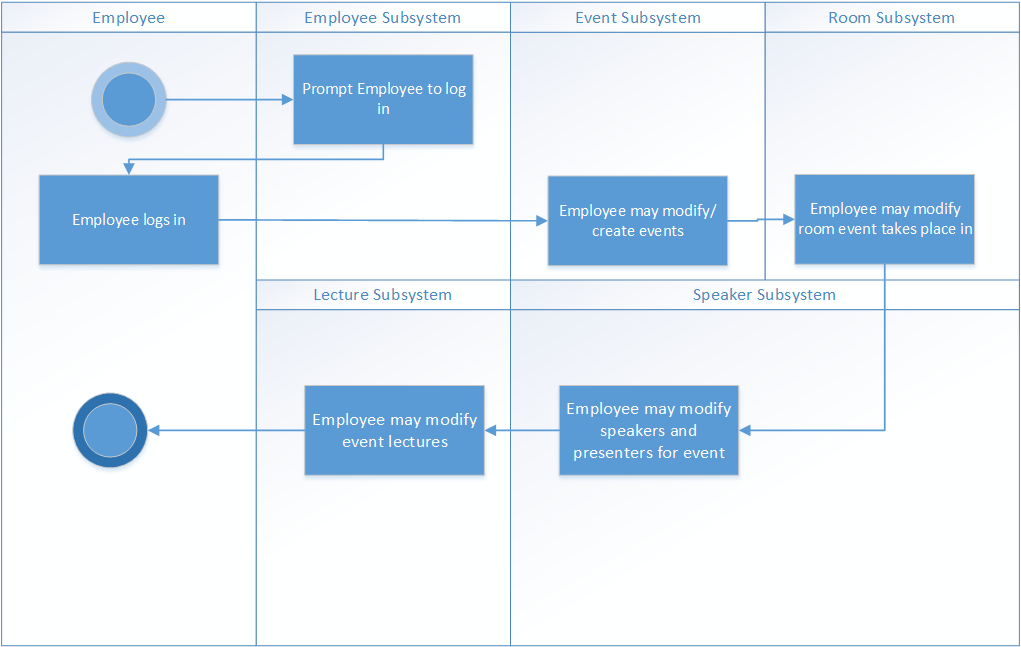 Employee
Employee Subsystem
Event Subsystem
Room Subsystem
Prompt Employee to log
in
Employee logs in
Employee may modify/
create events
Employee may modify
room event takes place in
Lecture Subsystem
Speaker Subsystem
Employee may modify
event lectures
Employee may modify
speakers and
presenters for event